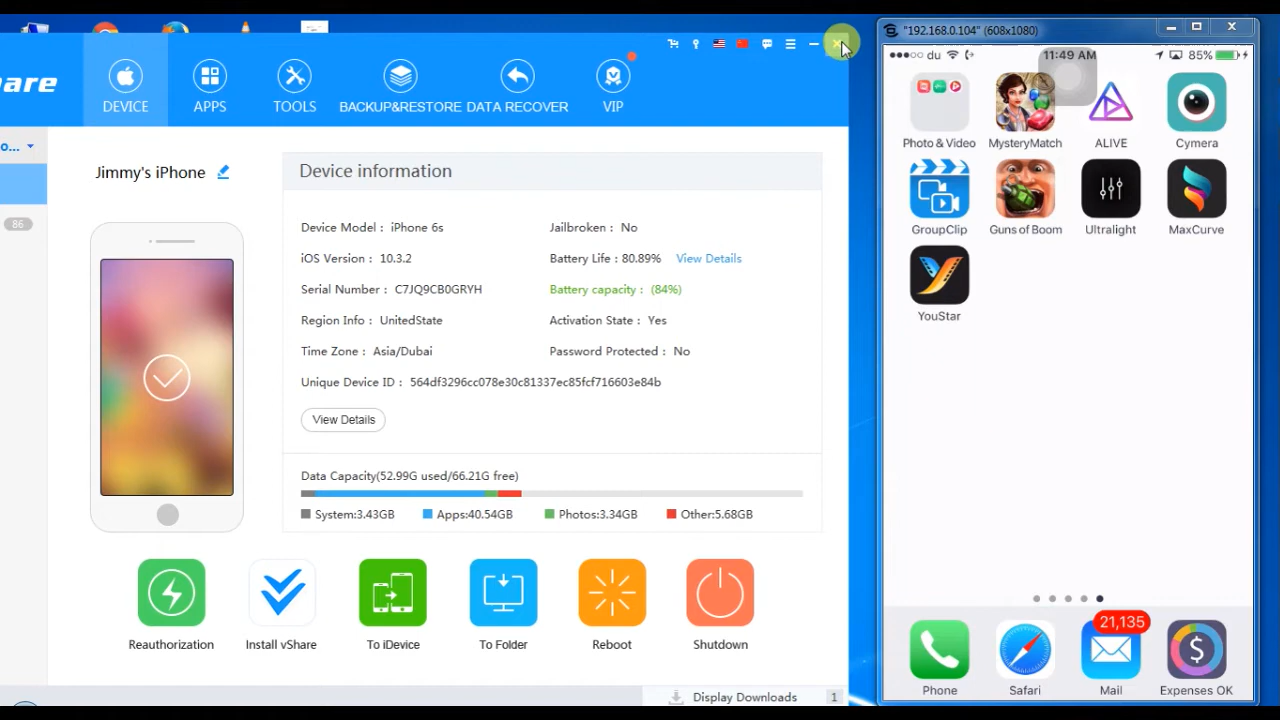 are
DEVICE
APPS
TOOLS
BACKUP&RESTORE
DATA RECOVER
VIP
o...
86
Jimmy's iPhone
Device information
Device Model : iPhone 6s
Jailbroken : No
iOS Version : 10.3.2
Battery Life : 80.89% View Details
Serial Number : C7JQ9CB0GRYH
Battery capacity : (84%)
Region Info : UnitedState
Activation State : Yes
Time Zone : Asia/Dubai
Password Protected : No
Unique Device ID : 564df3296cc078e30c81337ec85fcf716603e84b
View Details
Data Capacity(52.99G used/66.21G free)
System:3.43GB Apps:40.54GB Photos:3.34GB Other:5.68GB
Reauthorization
Install vShare
To iDevice
To Folder
Reboot
Shutdown
Display Downloads 1
"192.168.0.104" (608x1080)
du 11:49 AM 85%
Photo & Video MysteryMatch ALIVE Cymera
GroupClip Guns of Boom Ultralight MaxCurve
YouStar
21,135
Phone Safari Mail Expenses OK